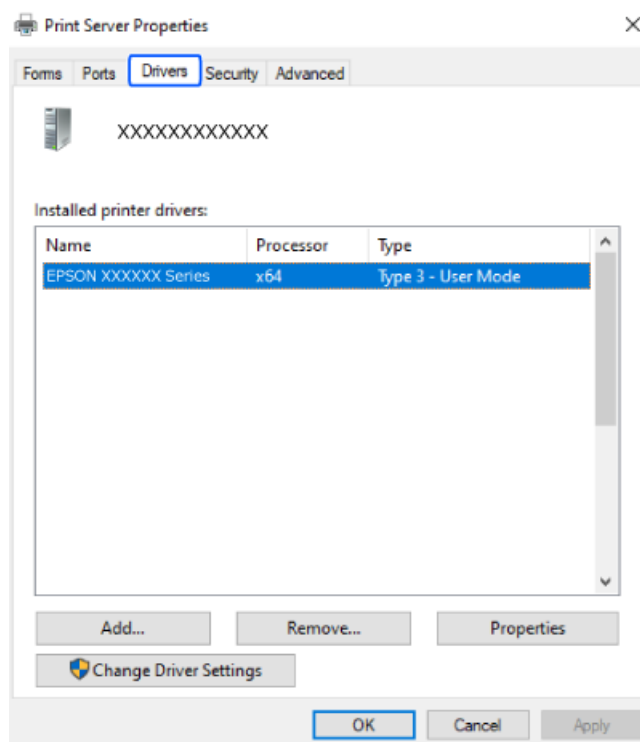 Print Server Properties
Forms Ports Drivers Security Advanced
XXXXXXXXXXXX
Installed printer drivers:
Name Processor Type
EPSON XXXXXX Series x64 Type 3 - User Mode
Add... Remove... Properties
Change Driver Settings
OK Cancel Apply